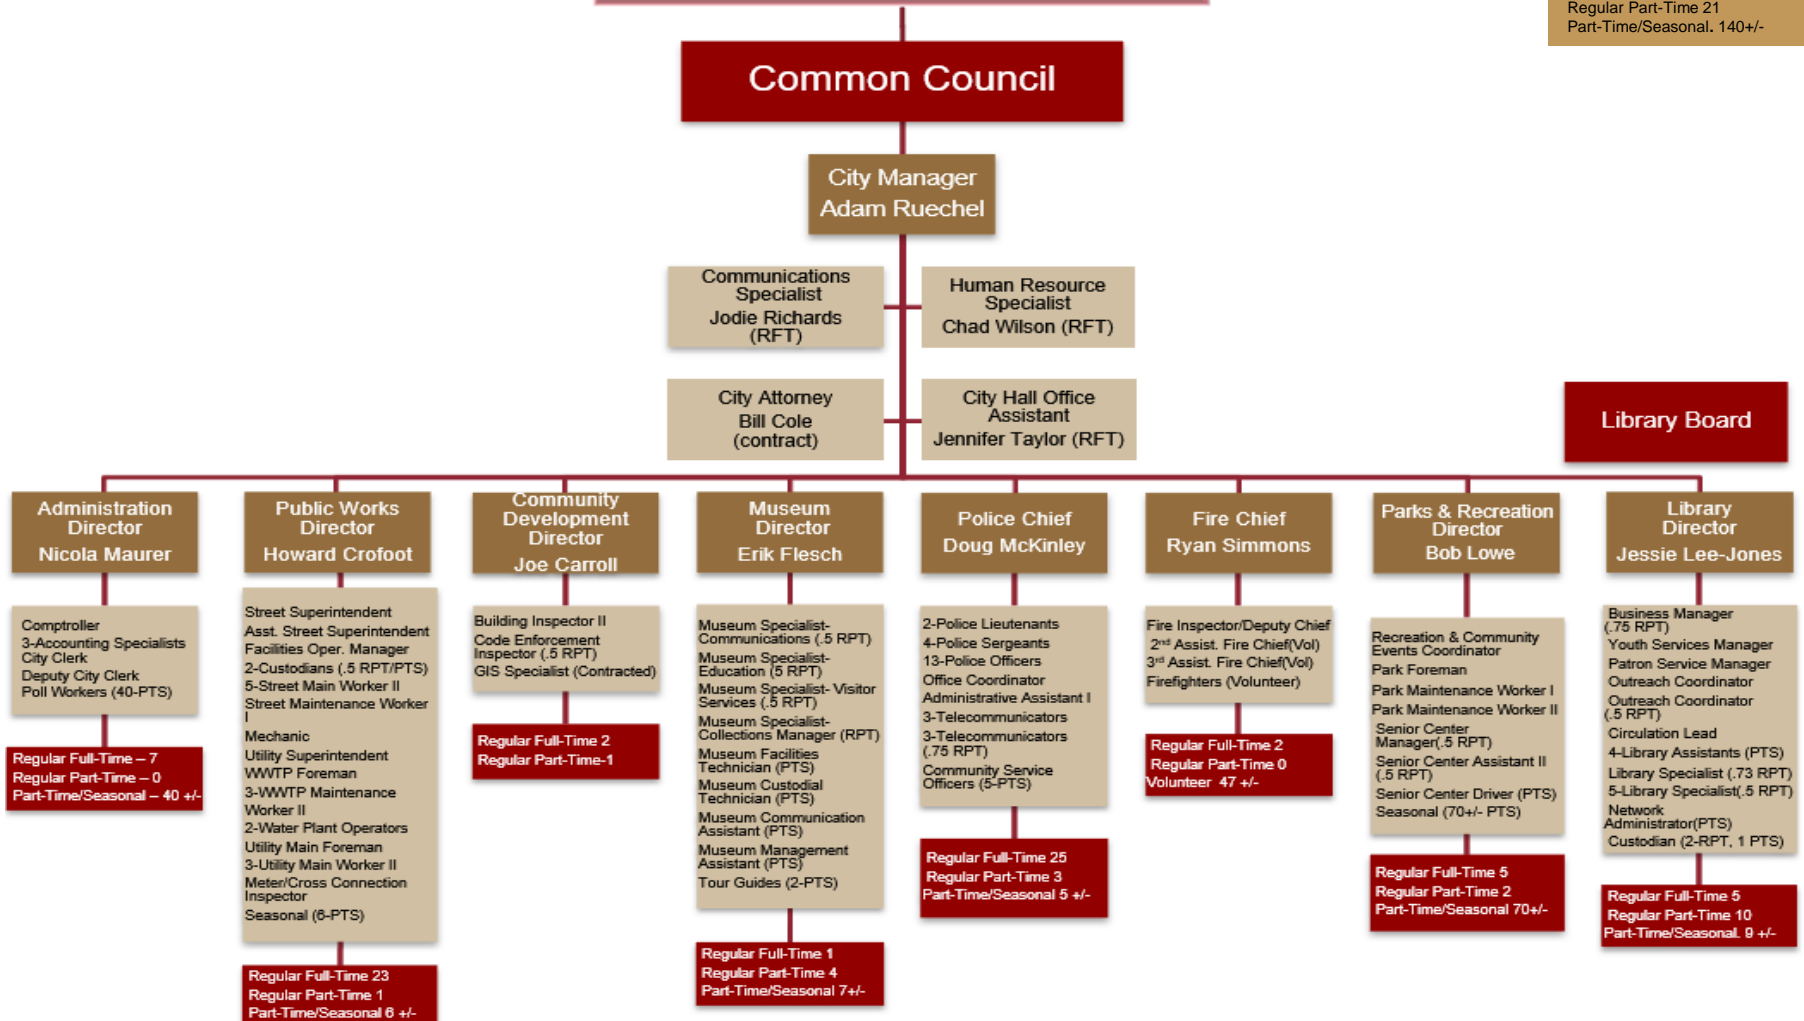 Regular Part-Time 21
Part-Time/Seasonal. 140+/-
Common Council
City Manager
Adam Ruechel
Communications
Specialist
Jodie Richards
(RFT)
Human Resource
Specialist
Chad Wilson (RFT)
City Attorney
Bill Cole
(contract)
City Hall Office
Assistant
Jennifer Taylor (RFT)
Library Board
Administration
Director
Nicola Maurer
Comptroller
3-Accounting Specialists
City Clerk
Deputy City Clerk
Poll Workers (40-PTS)
Regular Full-Time – 7
Regular Part-Time – 0
Part-Time/Seasonal – 40 +/-
Public Works
Director
Howard Crofoot
Street Superintendent
Asst. Street Superintendent
Facilities Oper. Manager
2-Custodians (.5 RPT/PTS)
5-Street Main Worker II
Street Maintenance Worker
I
Mechanic
Utility Superintendent
WWTP Foreman
3-WWTP Maintenance
Worker II
2-Water Plant Operators
Utility Main Foreman
3-Utility Main Worker II
Meter/Cross Connection
Inspector
Seasonal (6-PTS)
Regular Full-Time 23
Regular Part-Time 1
Part-Time/Seasonal 6 +/-
Community
Development
Director
Joe Carroll
Building Inspector II
Code Enforcement
Inspector (.5 RPT)
GIS Specialist (Contracted)
Regular Full-Time 2
Regular Part-Time-1
Museum
Director
Erik Flesch
Museum Specialist-
Communications (.5 RPT)
Museum Specialist-
Education (5 RPT)
Museum Specialist- Visitor
Services (.5 RPT)
Museum Specialist-
Collections Manager (RPT)
Museum Facilities
Technician (PTS)
Museum Custodial
Technician (PTS)
Museum Communication
Assistant (PTS)
Museum Management
Assistant (PTS)
Tour Guides (2-PTS)
Regular Full-Time 1
Regular Part-Time 4
Part-Time/Seasonal 7+/-
Police Chief
Doug McKinley
2-Police Lieutenants
4-Police Sergeants
13-Police Officers
Office Coordinator
Administrative Assistant I
3-Telecommunicators
3-Telecommunicators
(.75 RPT)
Community Service
Officers (5-PTS)
Regular Full-Time 25
Regular Part-Time 3
Part-Time/Seasonal 5 +/-
Fire Chief
Ryan Simmons
Fire Inspector/Deputy Chief
2nd Assist. Fire Chief(Vol)
3rd Assist. Fire Chief(Vol)
Firefighters (Volunteer)
Regular Full-Time 2
Regular Part-Time 0
Volunteer 47 +/-
Parks & Recreation
Director
Bob Lowe
Recreation & Community
Events Coordinator
Park Foreman
Park Maintenance Worker I
Park Maintenance Worker II
Senior Center
Manager(.5 RPT)
Senior Center Assistant II
(.5 RPT)
Senior Center Driver (PTS)
Seasonal (70+/- PTS)
Regular Full-Time 5
Regular Part-Time 2
Part-Time/Seasonal 70+/-
Library
Director
Jessie Lee-Jones
Business Manager
(.75 RPT)
Youth Services Manager
Patron Service Manager
Outreach Coordinator
Outreach Coordinator
(.5 RPT)
Circulation Lead
4-Library Assistants (PTS)
Library Specialist (.73 RPT)
5-Library Specialist(.5 RPT)
Network
Administrator(PTS)
Custodian (2-RPT, 1 PTS)
Regular Full-Time 5
Regular Part-Time 10
Part-Time/Seasonal. 9 +/-